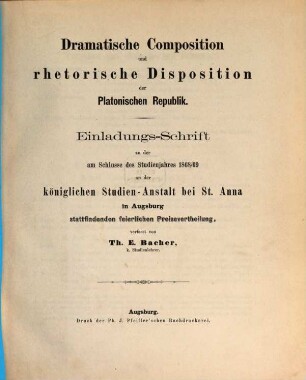 Dramatische Composition
und
rhetorische Disposition
der
Platonischen Republik.
Einladungs-Schrift
zu der
am Schlusse des Studienjahres 1868/69
an der
königlichen Studien-Anstalt bei St. Anna
in Augsburg
stattfindenden feierlichen Preisevertheilung,
verfasst von
Th. E. Bacher,
k. Studienlehrer.
Augsburg.
Druck der Ph. J. Pfeiffer'schen Buchdruckerei.